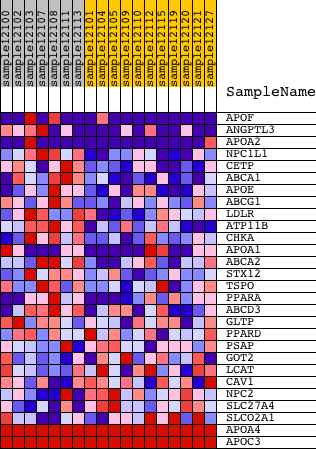 sample12100
sample12102
sample12103
sample12107
sample12108
sample12111
sample12113
sample12101
sample12104
sample12105
sample12109
sample12110
sample12112
sample12115
sample12119
sample12120
sample12121
sample12127
SampleName
APOF
ANGPTL3
APOA2
NPC1L1
CETP
ABCA1
APOE
ABCG1
LDLR
ATP11B
CHKA
APOA1
ABCA2
STX12
TSPO
PPARA
ABCD3
GLTP
PPARD
PSAP
GOT2
LCAT
CAV1
NPC2
SLC27A4
SLCO2A1
APOA4
APOC3